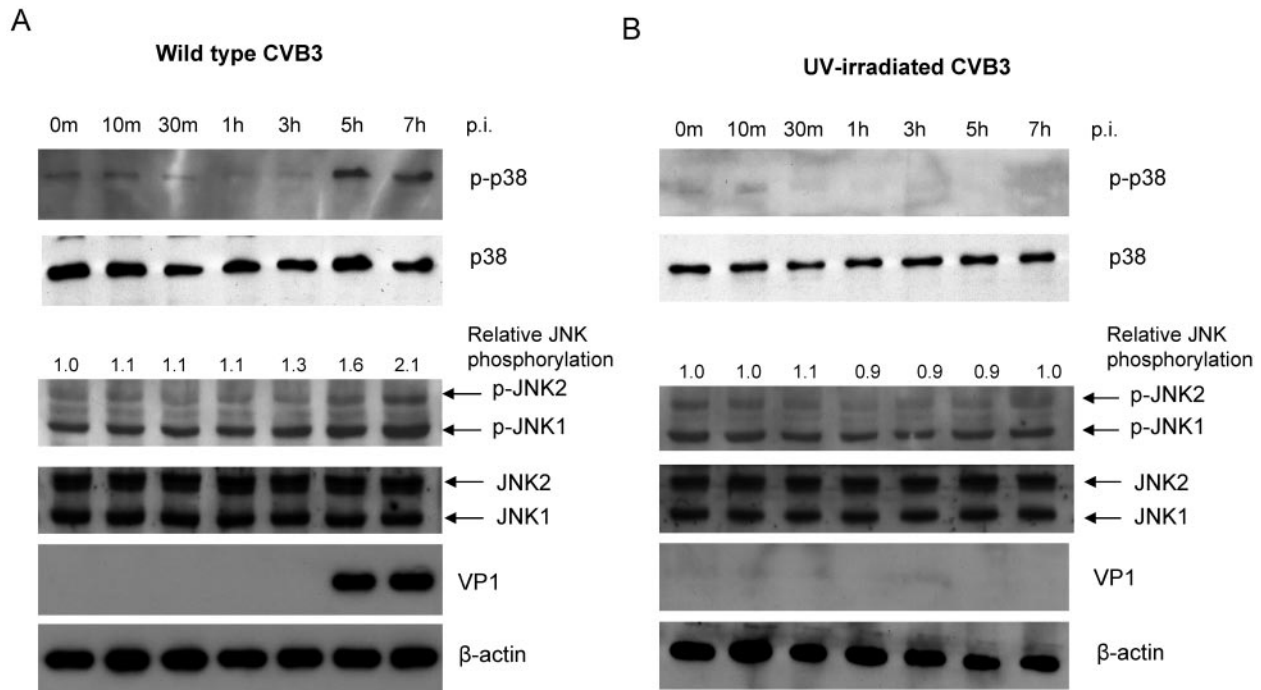 A
Wild type CVB3
0m 10m 30m 1h 3h 5h 7h p.i.
p-p38
p38
Relative JNK
phosphorylation
1.0 1.1 1.1 1.1 1.3 1.6 2.1
p-JNK2
p-JNK1
JNK2
JNK1
VP1
β-actin
B
UV-irradiated CVB3
0m 10m 30m 1h 3h 5h 7h p.i.
p-p38
p38
Relative JNK
phosphorylation
1.0 1.0 1.1 0.9 0.9 0.9 1.0
p-JNK2
p-JNK1
JNK2
JNK1
VP1
β-actin